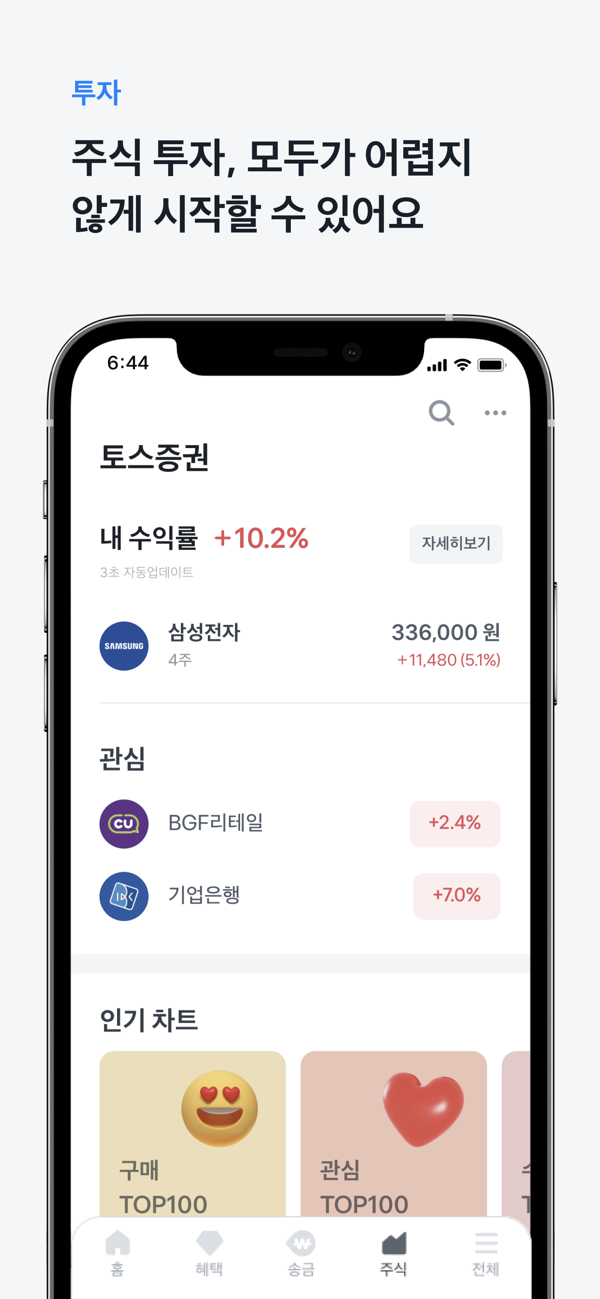 투자
주식 투자, 모두가 어렵지
않게 시작할 수 있어요
6:44
토스증권
내 수익률 +10.2%
자세히보기
3초 자동업데이트
SAMSUNG
삼성전자
336,000 원
4주
+11,480 (5.1%)
관심
CU
BGF리테일
+2.4%
기업은행
+7.0%
인기 차트
구매
TOP100
관심
TOP100
홈
혜택
송금
주식
전체